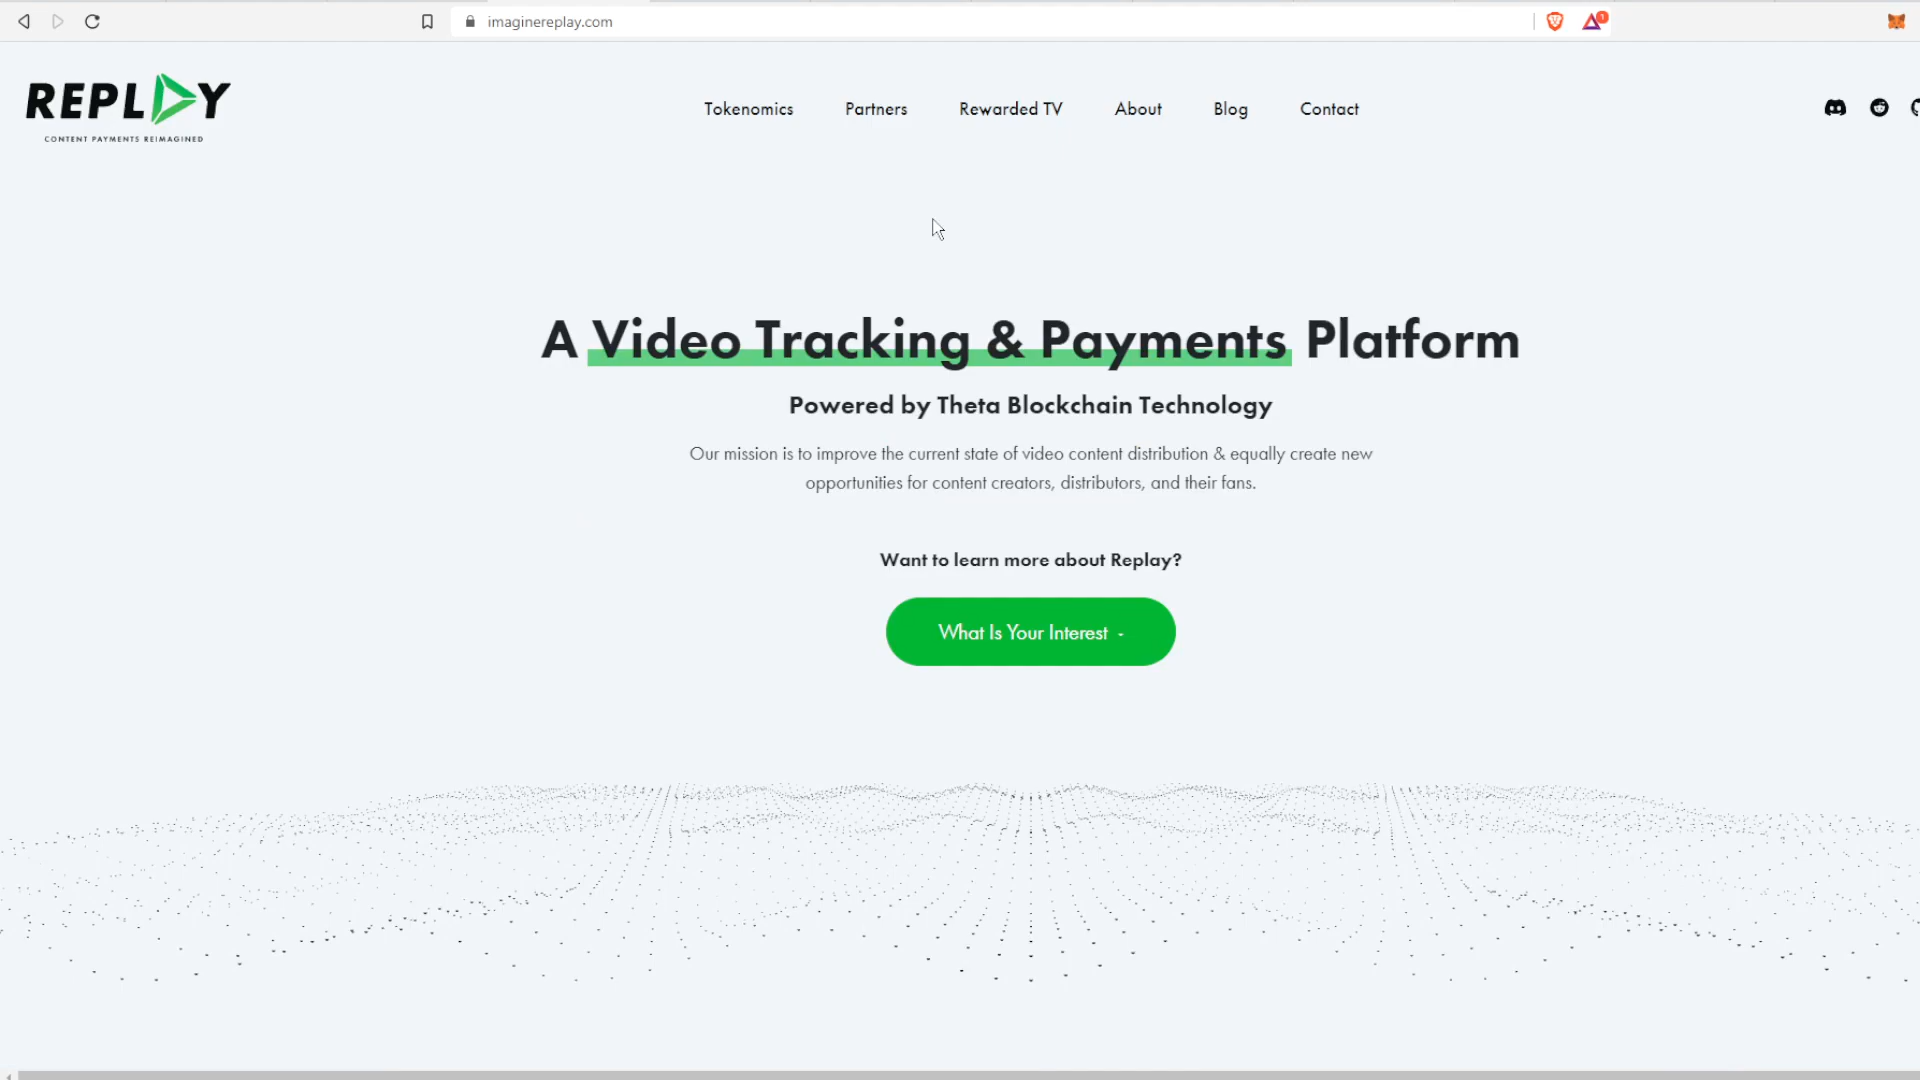 imaginereplay.com
1
REPLAY
CONTENT PAYMENTS REIMAGINED
Tokenomics
Partners
Rewarded TV
About
Blog
Contact
A Video Tracking & Payments Platform
Powered by Theta Blockchain Technology
Our mission is to improve the current state of video content distribution & equally create new
opportunities for content creators, distributors, and their fans.
Want to learn more about Replay?
What Is Your Interest -